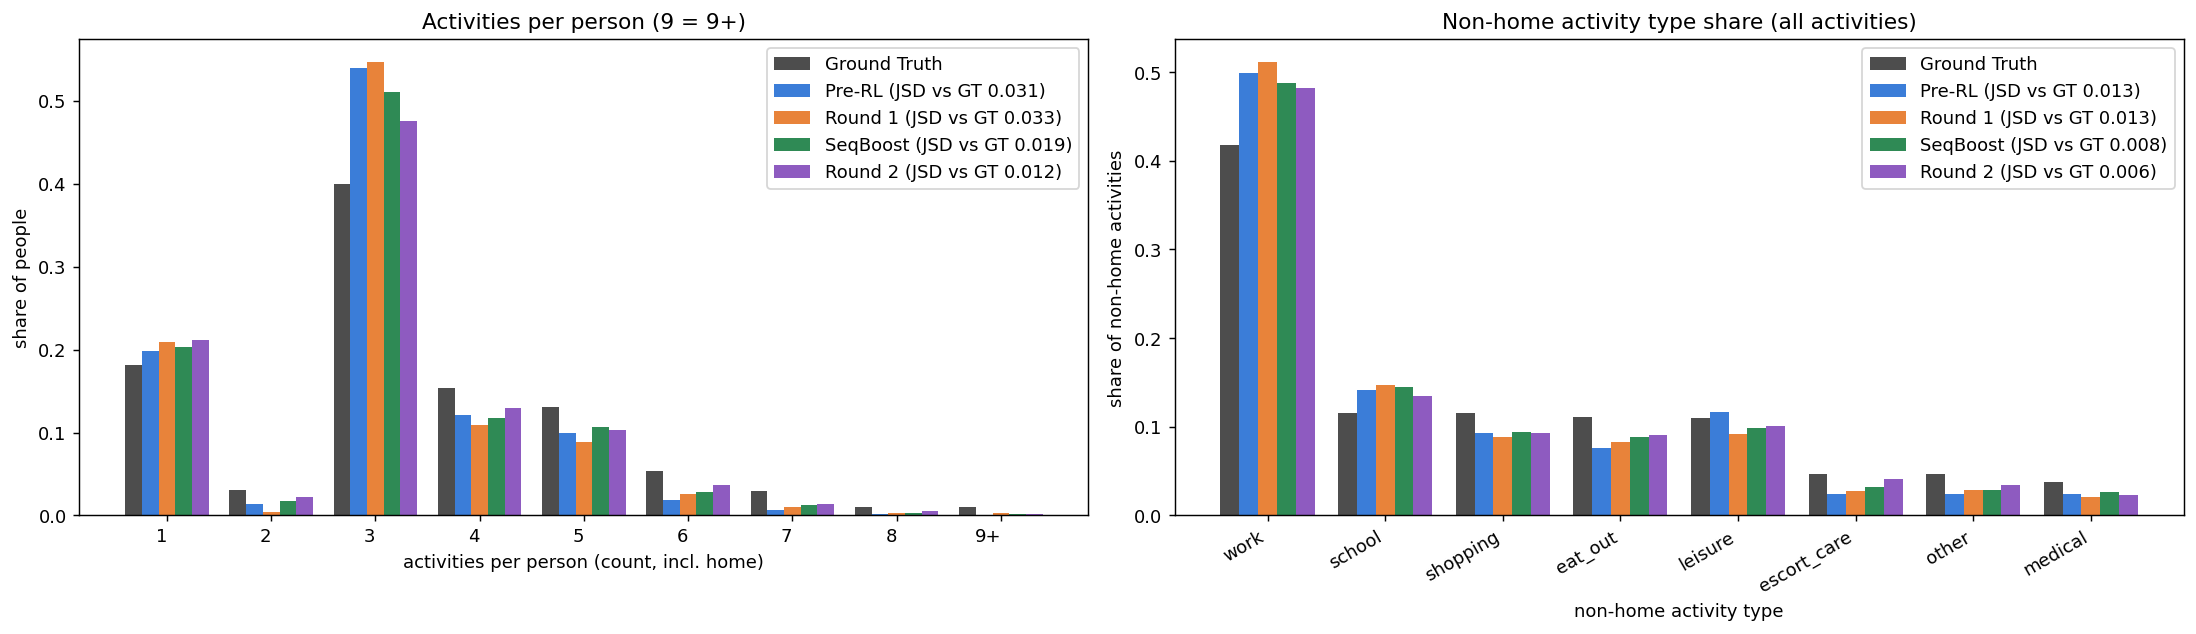 Activities per person (9 = 9+)
Ground Truth
Pre-RL (JSD vs GT 0.031)
Round 1 (JSD vs GT 0.033)
SeqBoost (JSD vs GT 0.019)
Round 2 (JSD vs GT 0.012)
share of people
0.5
0.4
0.3
0.2
0.1
0.0
1 2 3 4 5 6 7 8 9+
activities per person (count, incl. home)
Non-home activity type share (all activities)
Ground Truth
Pre-RL (JSD vs GT 0.013)
Round 1 (JSD vs GT 0.013)
SeqBoost (JSD vs GT 0.008)
Round 2 (JSD vs GT 0.006)
share of non-home activities
0.5
0.4
0.3
0.2
0.1
0.0
work school shopping eat_out leisure escort_care other medical
non-home activity type